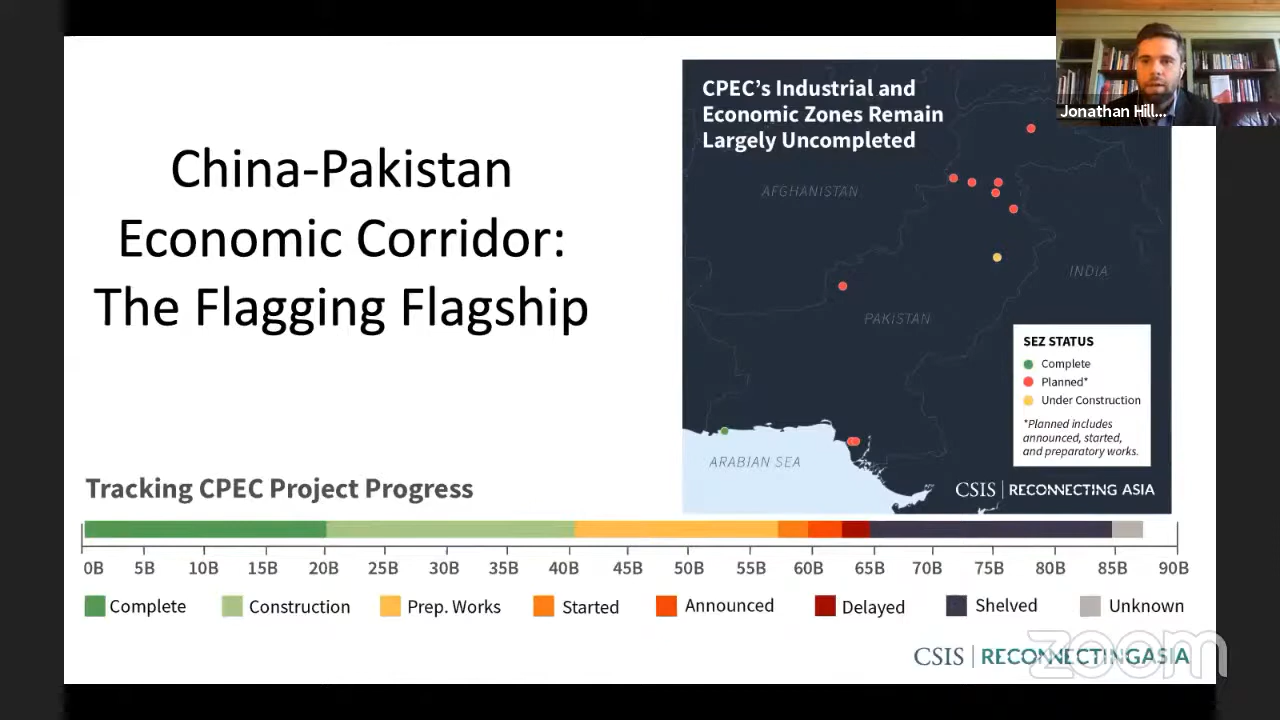 China-Pakistan
Economic Corridor:
The Flagging Flagship
CPEC's Industrial and
Economic Zones Remain
Largely Uncompleted
Jonathan Hill...
AFGHANISTAN
INDIA
PAKISTAN
ARABIAN SEA
SEZ STATUS
Complete
Planned*
Under Construction
*Planned includes
announced, started,
and preparatory works.
CSIS | RECONNECTING ASIA
Tracking CPEC Project Progress
0B 5B 10B 15B 20B 25B 30B 35B 40B 45B 50B 55B 60B 65B 70B 75B 80B 85B 90B
Complete Construction Prep. Works Started Announced Delayed Shelved Unknown
CSIS | RECONNECTINGASIA
zoom